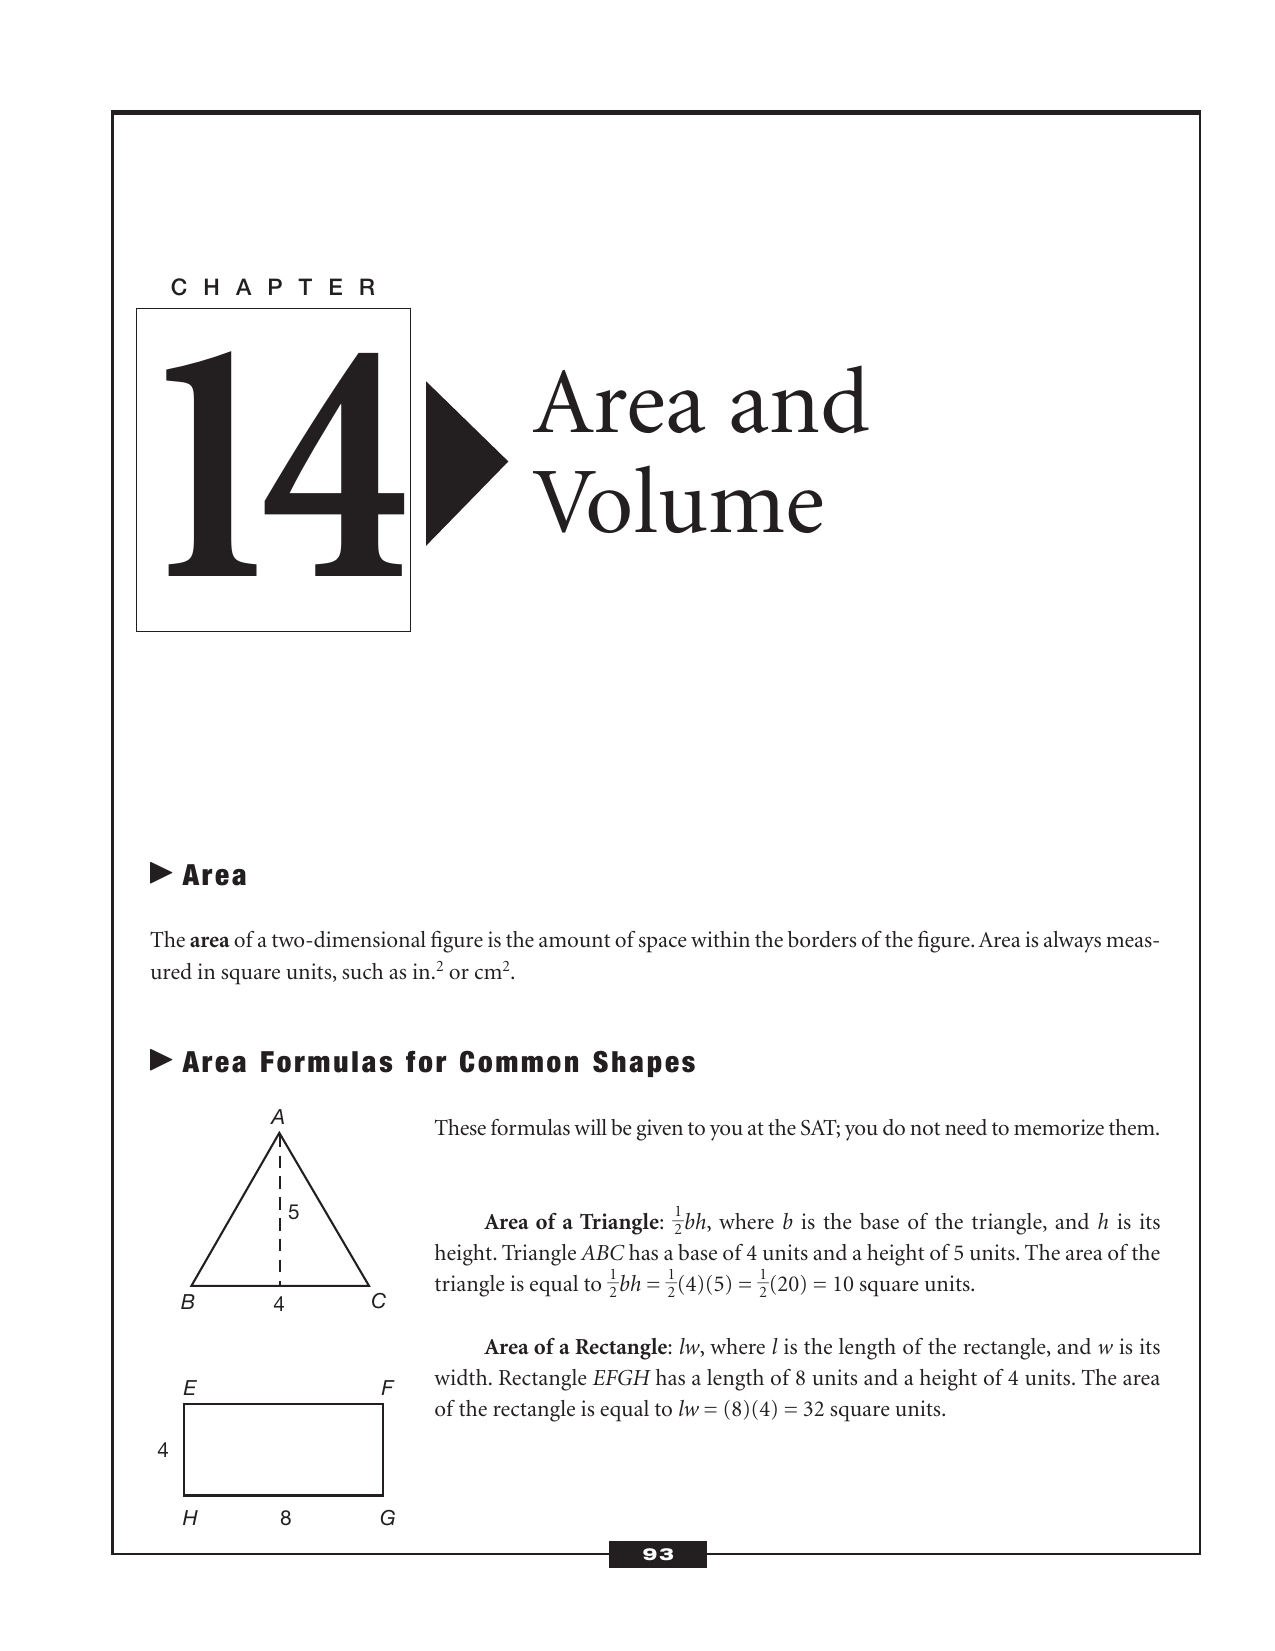 CHAPTER
14
Area and
Volume
Area
The area of a two-dimensional figure is the amount of space within the borders of the figure. Area is always meas-
ured in square units, such as in.² or cm².
Area Formulas for Common Shapes
These formulas will be given to you at the SAT; you do not need to memorize them.
A
5
B 4 C
Area of a Triangle: ½bh, where b is the base of the triangle, and h is its
height. Triangle ABC has a base of 4 units and a height of 5 units. The area of the
triangle is equal to ½bh = ½(4)(5) = ½(20) = 10 square units.
Area of a Rectangle: lw, where l is the length of the rectangle, and w is its
width. Rectangle EFGH has a length of 8 units and a height of 4 units. The area
of the rectangle is equal to lw = (8)(4) = 32 square units.
E F
4
H 8 G
93